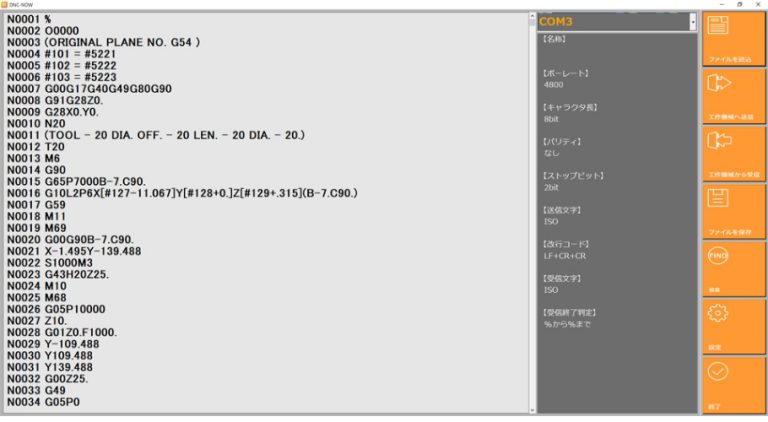 DNC-NOW
N0001 %
N0002 O0000
N0003 (ORIGINAL PLANE NO. G54 )
N0004 #101 = #5221
N0005 #102 = #5222
N0006 #103 = #5223
N0007 G00G17G40G49G80G90
N0008 G91G28Z0.
N0009 G28X0.Y0.
N0010 N20
N0011 (TOOL - 20 DIA. OFF. - 20 LEN. - 20 DIA. - 20.)
N0012 T20
N0013 M6
N0014 G90
N0015 G65P7000B-7.C90.
N0016 G10L2P6X[#127-11.067]Y[#128+0.]Z[#129+.315](B-7.C90.)
N0017 G59
N0018 M11
N0019 M69
N0020 G00G90B-7.C90.
N0021 X-1.495Y-139.488
N0022 S1000M3
N0023 G43H20Z25.
N0024 M10
N0025 M68
N0026 G05P10000
N0027 Z10.
N0028 G01Z0.F1000.
N0029 Y-109.488
N0030 Y109.488
N0031 Y139.488
N0032 G00Z25.
N0033 G49
N0034 G05P0
COM3
【名称】
【ボーレート】
4800
【キャラクタ長】
8bit
【パリティ】
なし
【ストップビット】
2bit
【送信文字】
ISO
【改行コード】
LF+CR+CR
【受信文字】
ISO
【受信終了判定】
%から%まで
ファイルを読込
工作機械へ送信
工作機械から受信
ファイルを保存
FIND
設定
終了